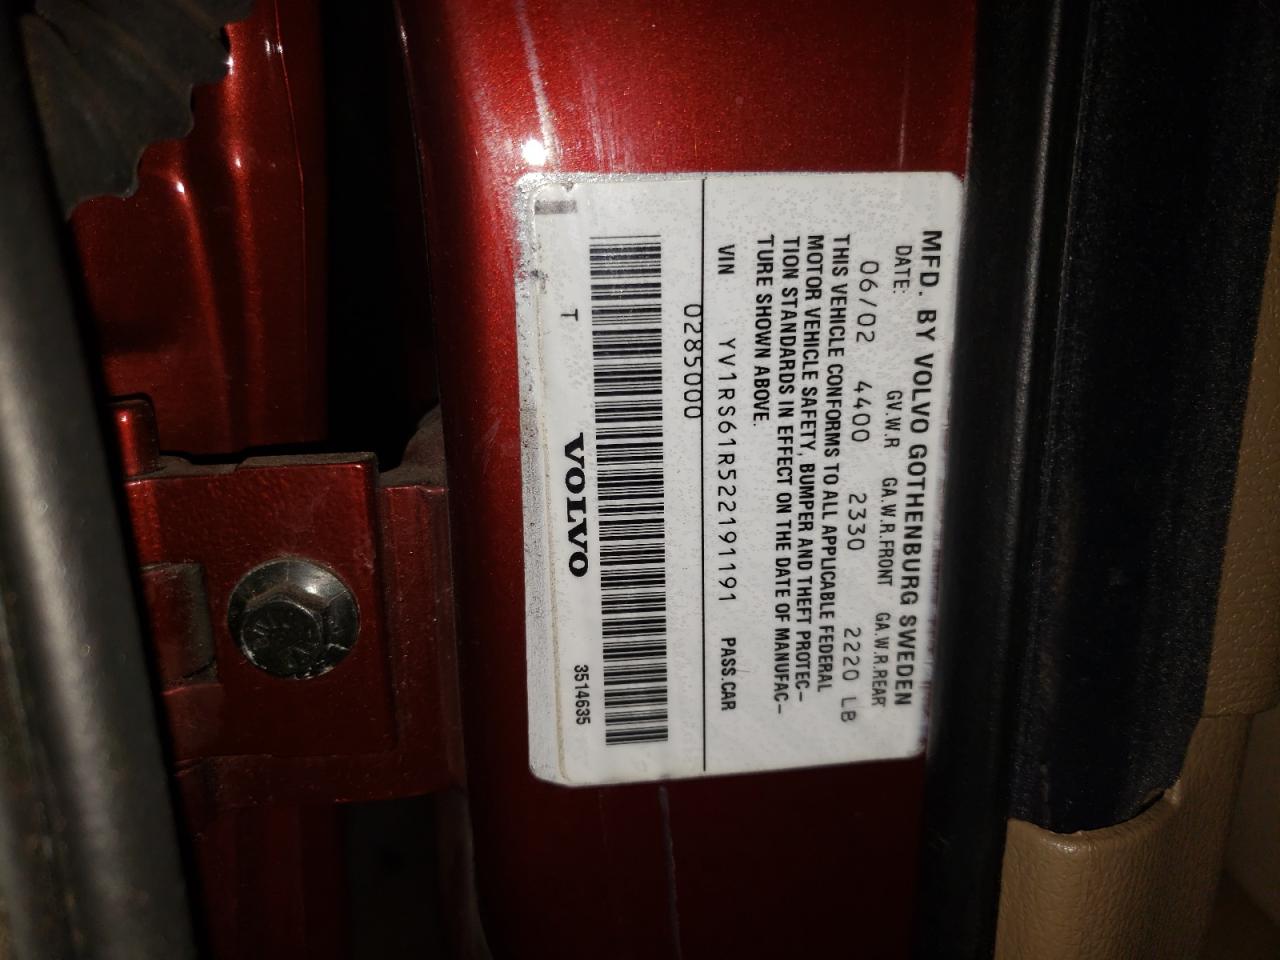 MFD. BY VOLVO GOTHENBURG SWEDEN
DATE: GV.W.R GA.W.R.FRONT GA.W.R.REAR
06/02 4400 2330 2220 LB
THIS VEHICLE CONFORMS TO ALL APPLICABLE FEDERAL
MOTOR VEHICLE SAFETY, BUMPER AND THEFT PROTEC-
TION STANDARDS IN EFFECT ON THE DATE OF MANUFAC-
TURE SHOWN ABOVE.
VIN YV1RS61R522191191 PASS.CAR
0285000
T VOLVO 3514635